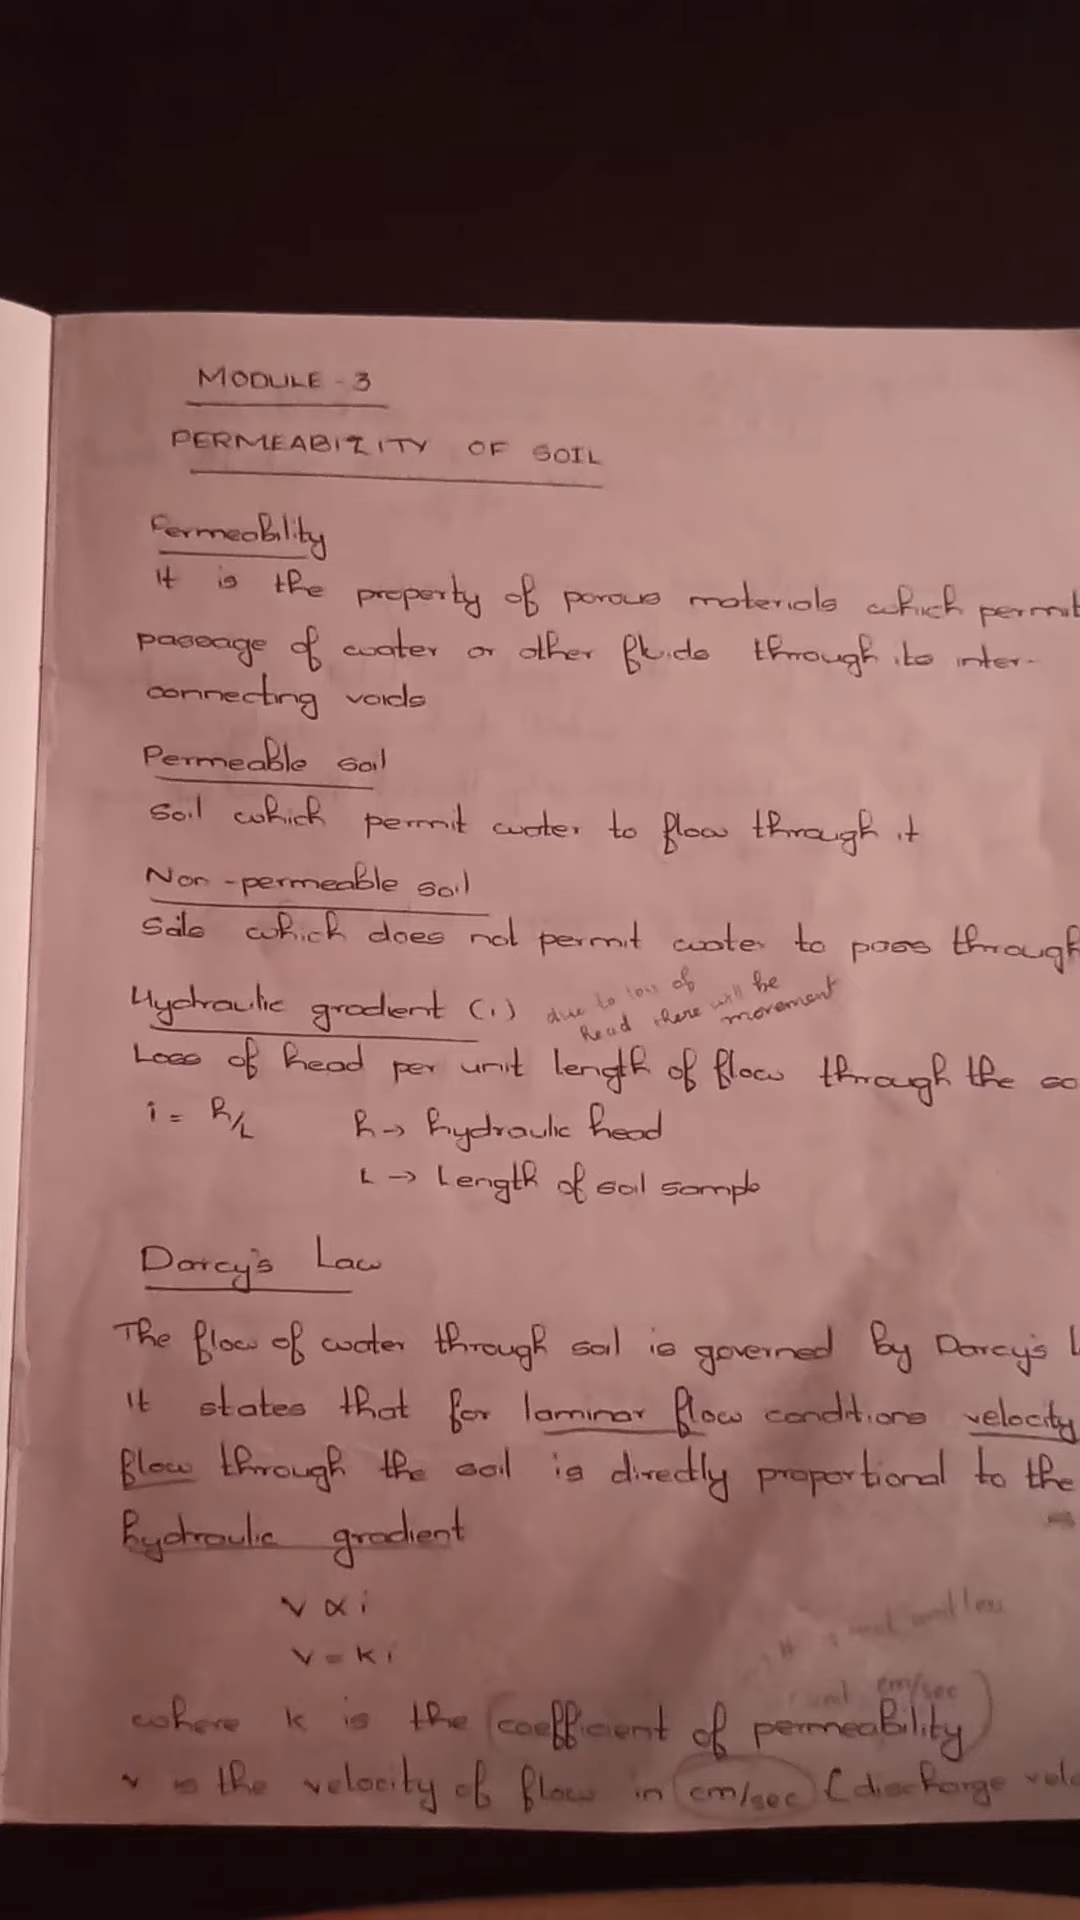 MODULE - 3
PERMEABILITY OF SOIL
Permeability
It is the property of porous materials which permit
passage of water or other fluids through its inter-
connecting voids
Permeable soil
Soil which permit water to flow through it
Non-permeable soil
Soils which does not permit water to pass through
Hydraulic gradient (i) due to loss of
head there will be
movement
Loss of head per unit length of flow through the so
i = h/L h → hydraulic head
L → Length of soil sample
Darcy's Law
The flow of water through soil is governed by Darcy's L
It states that for laminar flow conditions velocity
flow through the soil is directly proportional to the
hydraulic gradient
v ∝ i
v = ki
unit cm/sec
where k is the (coefficient of permeability)
v is the velocity of flow in cm/sec (discharge velo